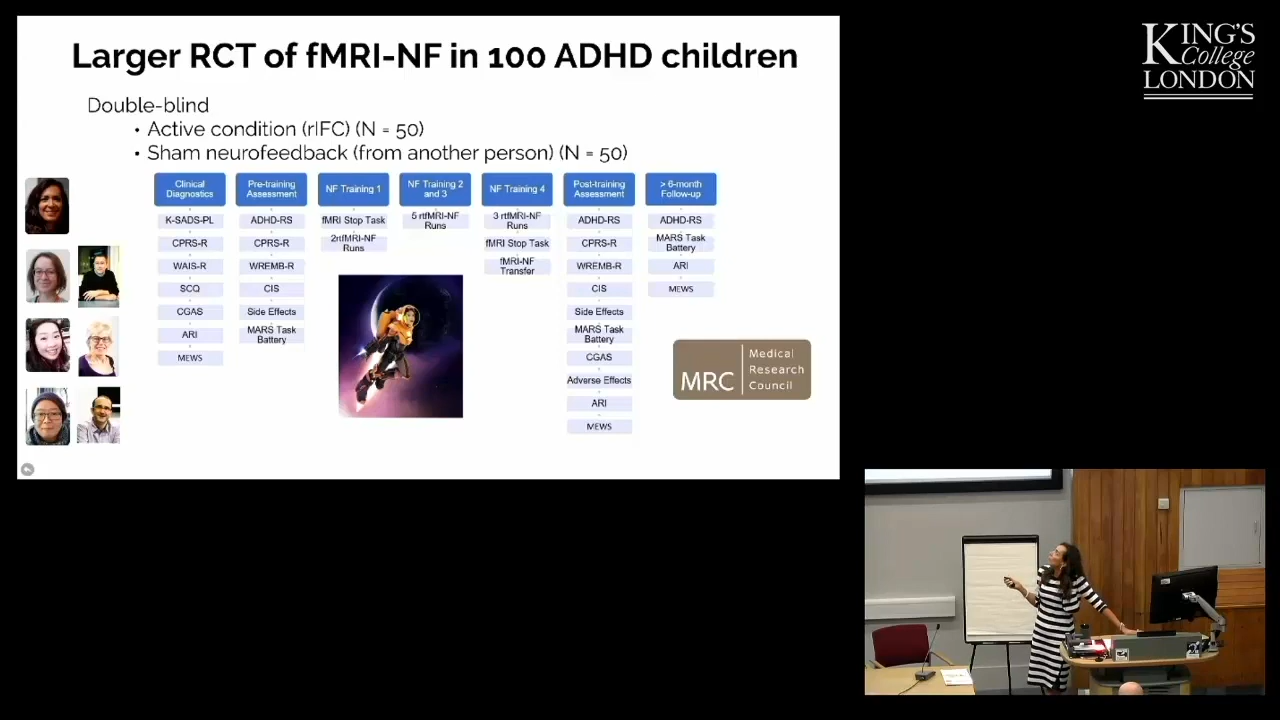 Larger RCT of fMRI-NF in 100 ADHD children
Double-blind
• Active condition (rIFC) (N = 50)
• Sham neurofeedback (from another person) (N = 50)
Clinical
Diagnostics
K-SADS-PL
CPRS-R
WAIS-R
SCQ
CGAS
ARI
MEWS
Pre-training
Assessment
ADHD-RS
CPRS-R
WREMB-R
CIS
Side Effects
MARS Task
Battery
NF Training 1
fMRI Stop Task
2rtfMRI-NF
Runs
NF Training 2
and 3
5 rtfMRI-NF
Runs
NF Training 4
3 rtfMRI-NF
Runs
fMRI Stop Task
fMRI-NF
Transfer
Post-training
Assessment
ADHD-RS
CPRS-R
WREMB-R
CIS
Side Effects
MARS Task
Battery
CGAS
Adverse Effects
ARI
MEWS
> 6-month
Follow-up
ADHD-RS
MARS Task
Battery
ARI
MEWS
MRC
Medical
Research
Council
KING'S
College
LONDON